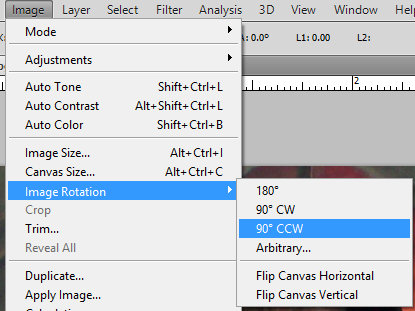 Image Layer Select Filter Analysis 3D View Window
A: 0.0° L1: 0.00 L2:
Mode
Adjustments
2
Auto Tone Shift+Ctrl+L
Auto Contrast Alt+Shift+Ctrl+L
Auto Color Shift+Ctrl+B
Image Size... Alt+Ctrl+I
Canvas Size... Alt+Ctrl+C
Image Rotation
180°
Crop
90° CW
Trim...
90° CCW
Reveal All
Arbitrary...
Duplicate...
Flip Canvas Horizontal
Apply Image...
Flip Canvas Vertical